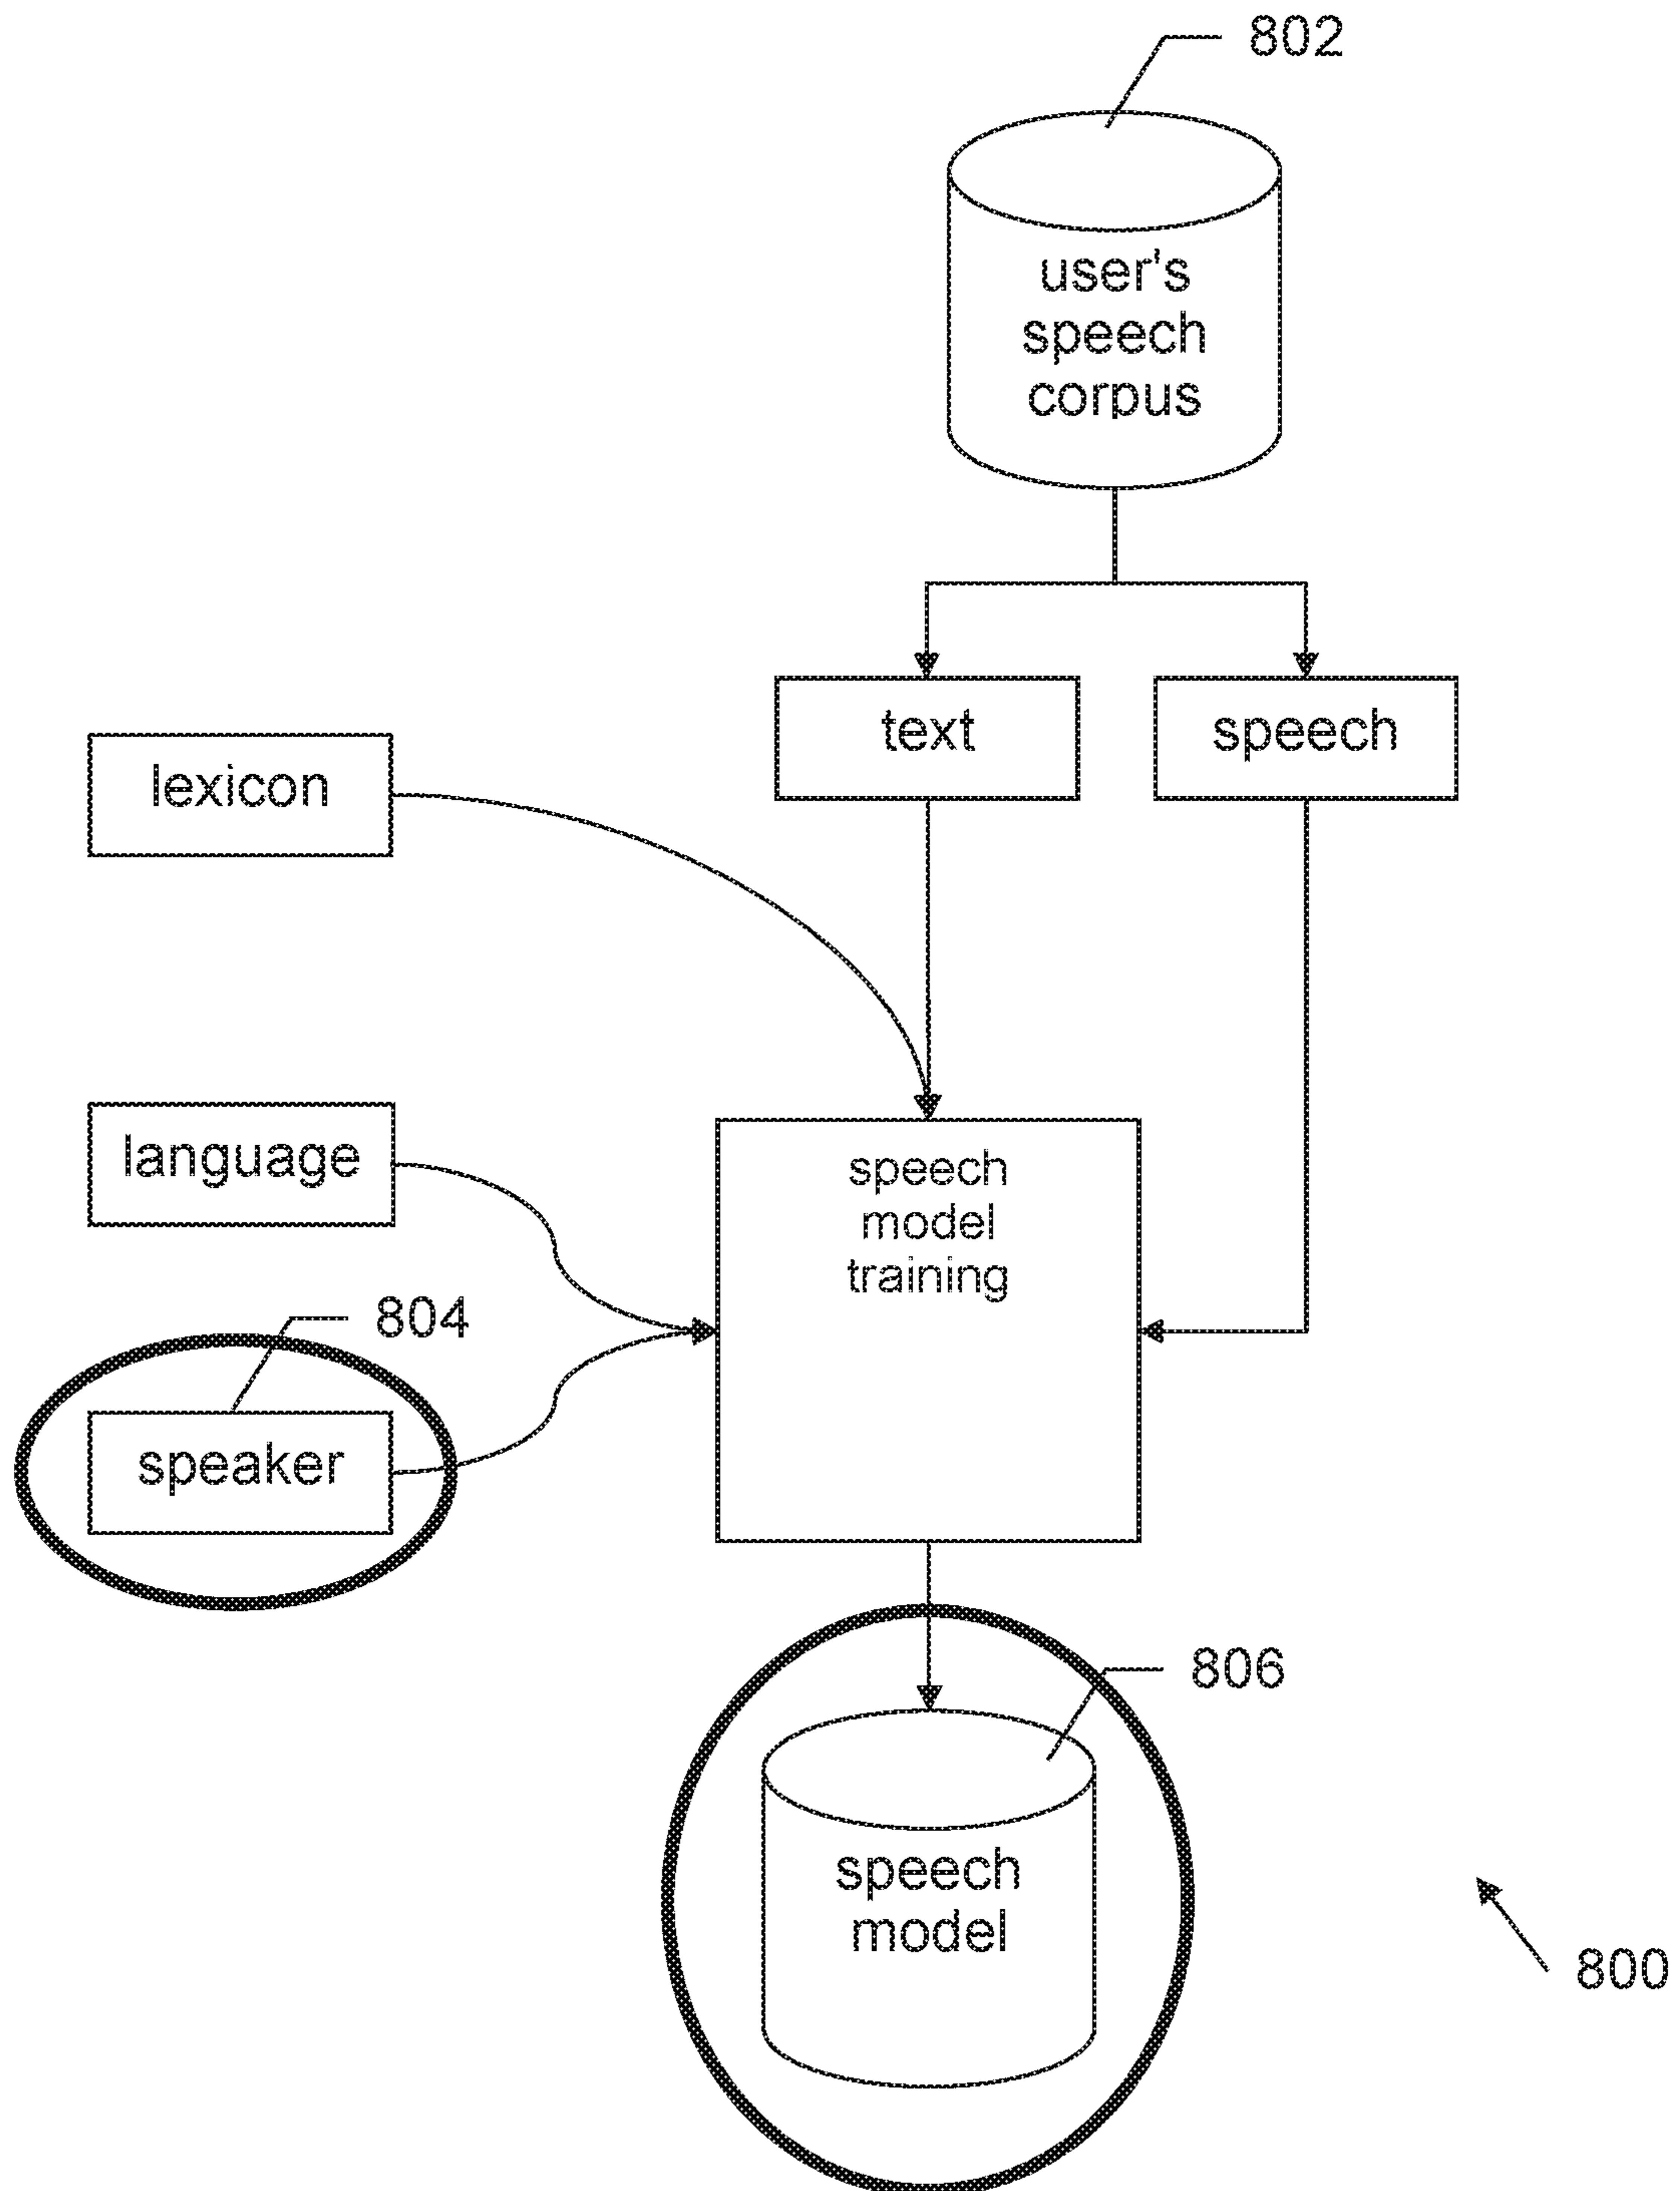 802
user's
speech
corpus
text
speech
lexicon
language
speech
model
training
804
speaker
806
speech
model
800